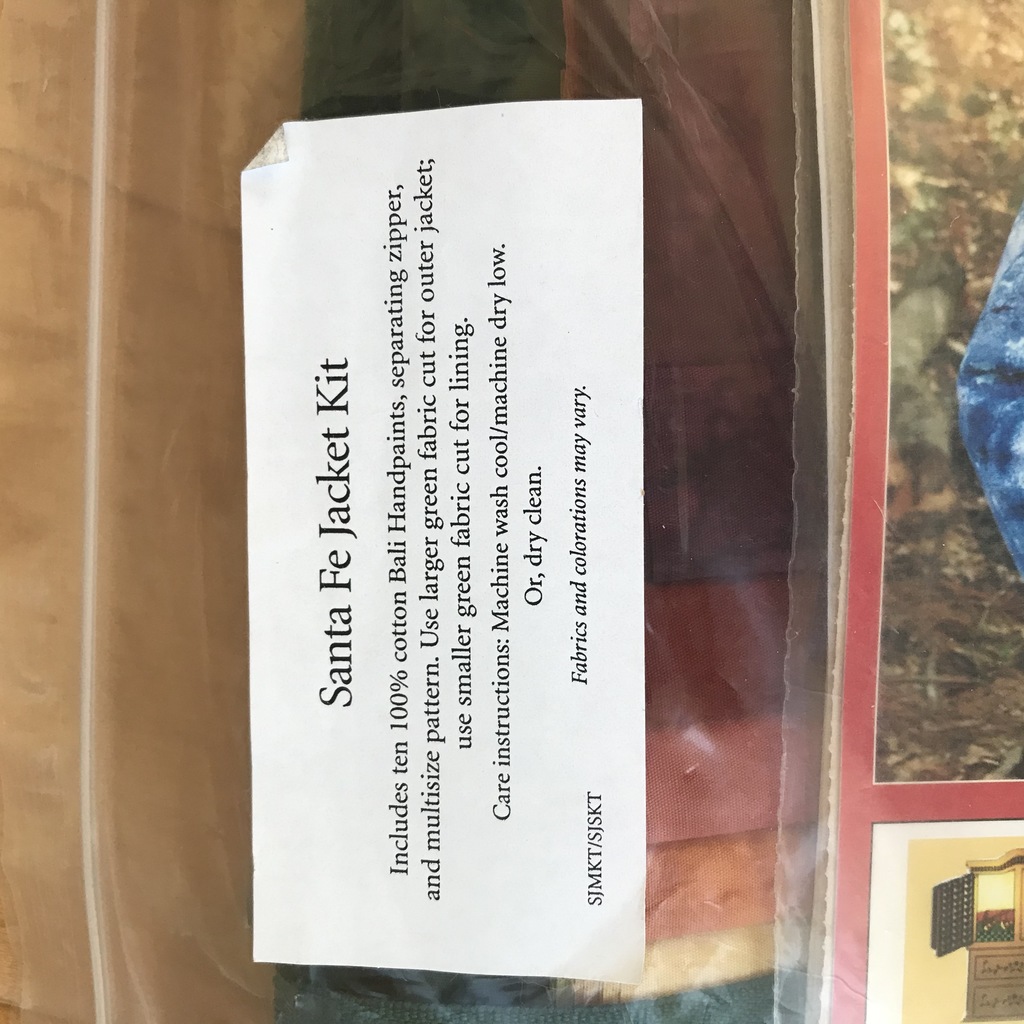 Santa Fe Jacket Kit
Includes ten 100% cotton Bali Handpaints, separating zipper,
and multisize pattern. Use larger green fabric cut for outer jacket;
use smaller green fabric cut for lining.
Care instructions: Machine wash cool/machine dry low.
Or, dry clean.
Fabrics and colorations may vary.
SJMKT/SJSKT